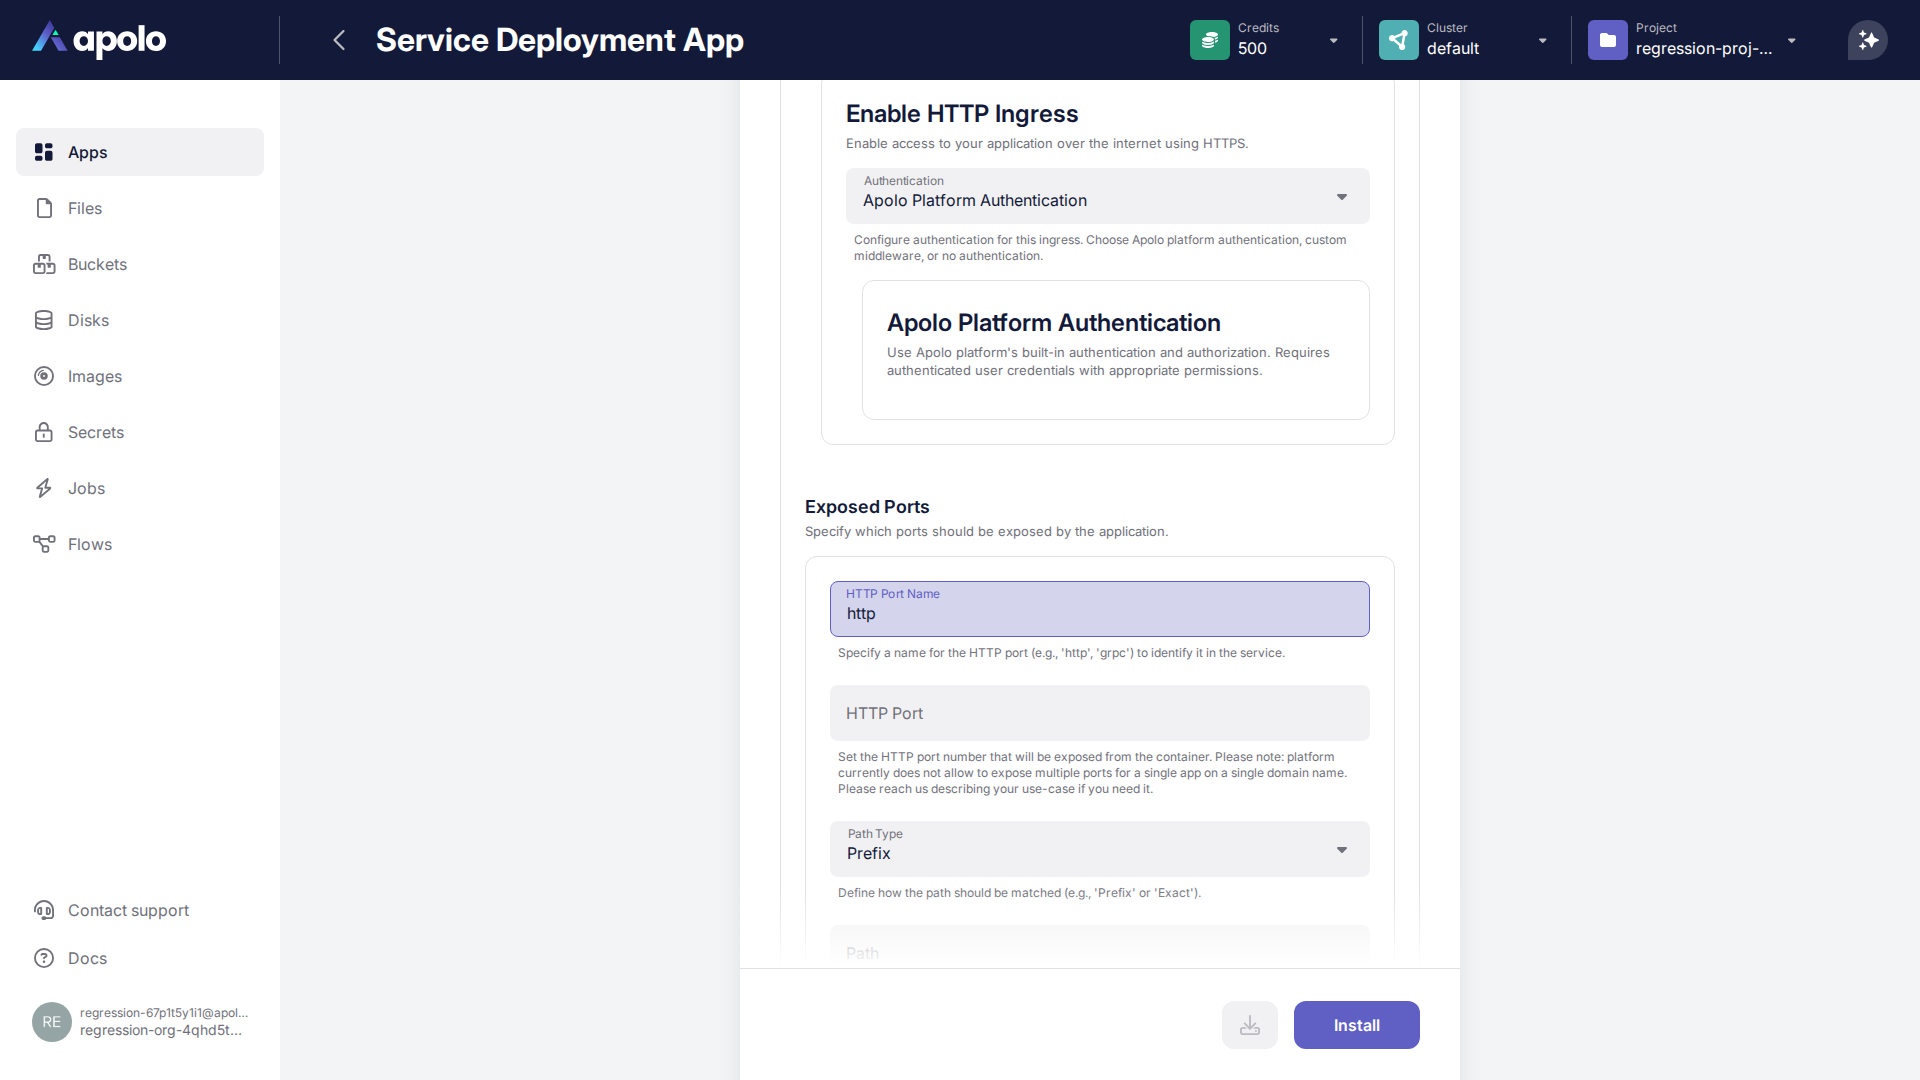 apolo
Service Deployment App
Credits
500
Cluster
default
Project
regression-proj-...
Apps
Files
Buckets
Disks
Images
Secrets
Jobs
Flows
Contact support
Docs
RE
regression-67p1t5y1i1@apol...
regression-org-4qhd5t...
Enable HTTP Ingress
Enable access to your application over the internet using HTTPS.
Authentication
Apolo Platform Authentication
Configure authentication for this ingress. Choose Apolo platform authentication, custom
middleware, or no authentication.
Apolo Platform Authentication
Use Apolo platform's built-in authentication and authorization. Requires
authenticated user credentials with appropriate permissions.
Exposed Ports
Specify which ports should be exposed by the application.
HTTP Port Name
http
Specify a name for the HTTP port (e.g., 'http', 'grpc') to identify it in the service.
HTTP Port
Set the HTTP port number that will be exposed from the container. Please note: platform
currently does not allow to expose multiple ports for a single app on a single domain name.
Please reach us describing your use-case if you need it.
Path Type
Prefix
Define how the path should be matched (e.g., 'Prefix' or 'Exact').
Path
Install